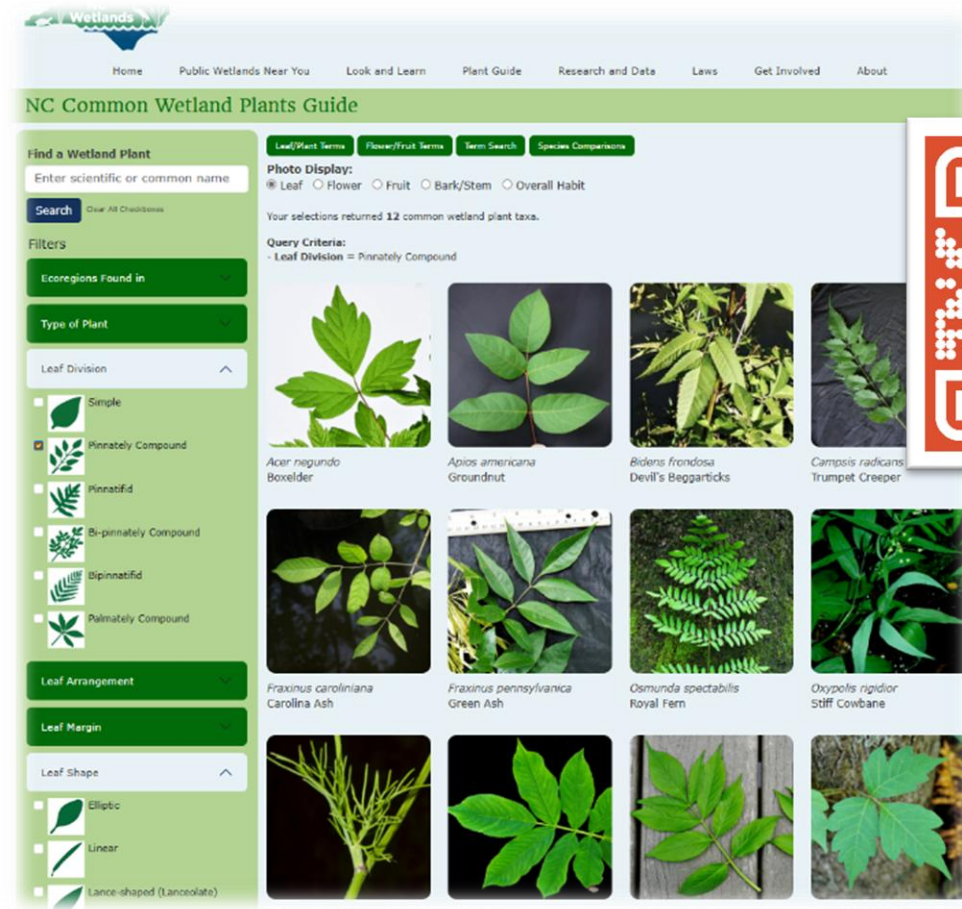 Wetlands
Home Public Wetlands Near You Look and Learn Plant Guide Research and Data Laws Get Involved About
NC Common Wetland Plants Guide
Find a Wetland Plant
Enter scientific or common name
Search Clear All Checkboxes
Filters
Ecoregions Found in
Type of Plant
Leaf Division
Simple
Pinnately Compound
Pinnatifid
Bi-pinnately Compound
Bipinnatifid
Palmately Compound
Leaf Arrangement
Leaf Margin
Leaf Shape
Elliptic
Linear
Lance-shaped (Lanceolate)
Leaf/Plant Terms Flower/Fruit Terms Term Search Species Comparisons
Photo Display:
Leaf Flower Fruit Bark/Stem Overall Habit
Your selections returned 12 common wetland plant taxa.
Query Criteria:
- Leaf Division = Pinnately Compound
Acer negundo
Boxelder
Apios americana
Groundnut
Bidens frondosa
Devil's Beggarticks
Campsis radicans
Trumpet Creeper
Fraxinus caroliniana
Carolina Ash
Fraxinus pennsylvanica
Green Ash
Osmunda spectabilis
Royal Fern
Oxypolis rigidior
Stiff Cowbane